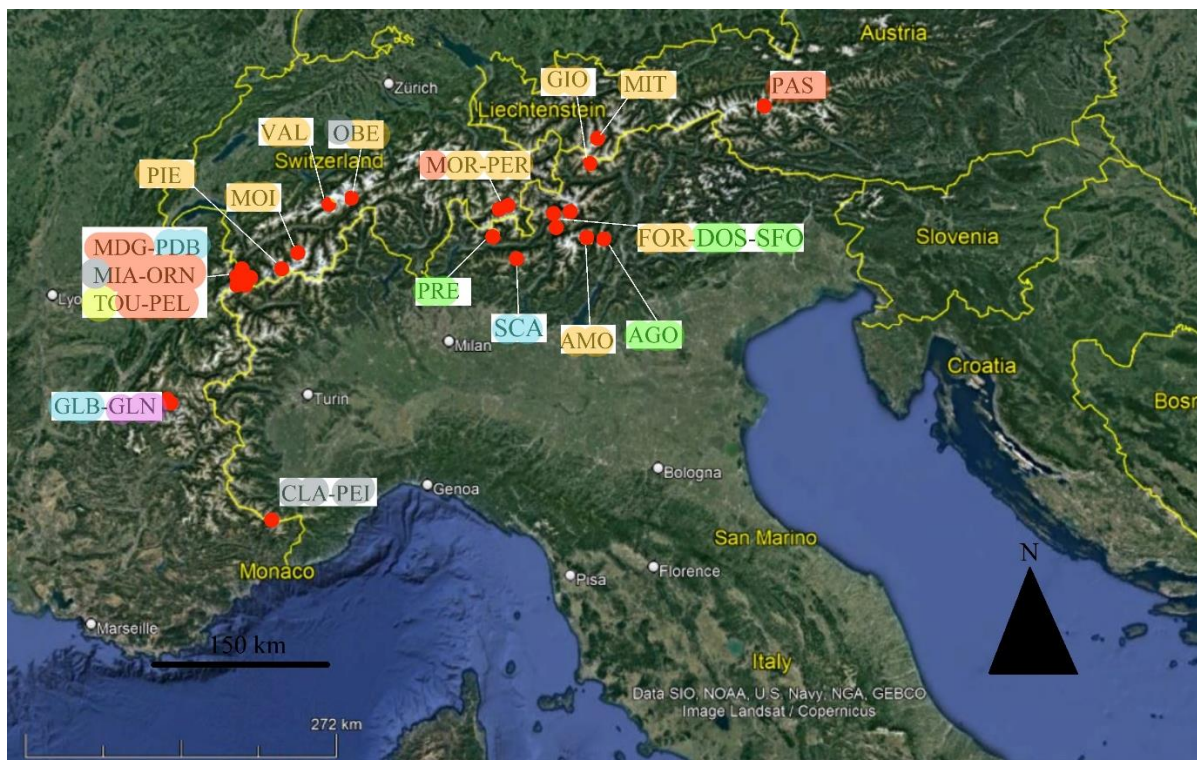 Austria
GIO
MIT
PAS
Zürich
Liechtenstein
VAL
OBE
Switzerland
MOR-PER
PIE
MOI
MDG-PDB
MIA-ORN
TOU-PEL
FOR-DOS-SFO
Slovenia
Lyo
PRE
SCA
AMO
AGO
Milan
Croatia
Turin
Bosn
GLB-GLN
Bologna
CLA-PEI
Genoa
San Marino
N
Monaco
Pisa
Florence
Marseille
150 km
Italy
Data SIO, NOAA, U.S. Navy, NGA, GEBCO
Image Landsat / Copernicus
272 km